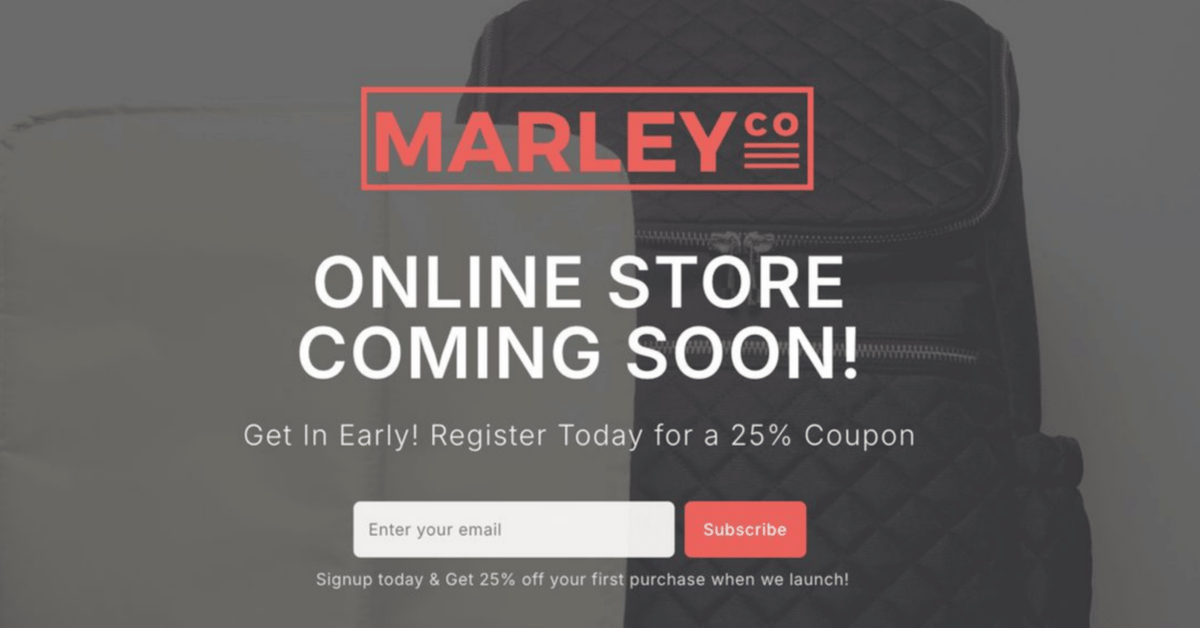 MARLEY CO
ONLINE STORE
COMING SOON!
Get In Early! Register Today for a 25% Coupon
Enter your email
Subscribe
Signup today & Get 25% off your first purchase when we launch!